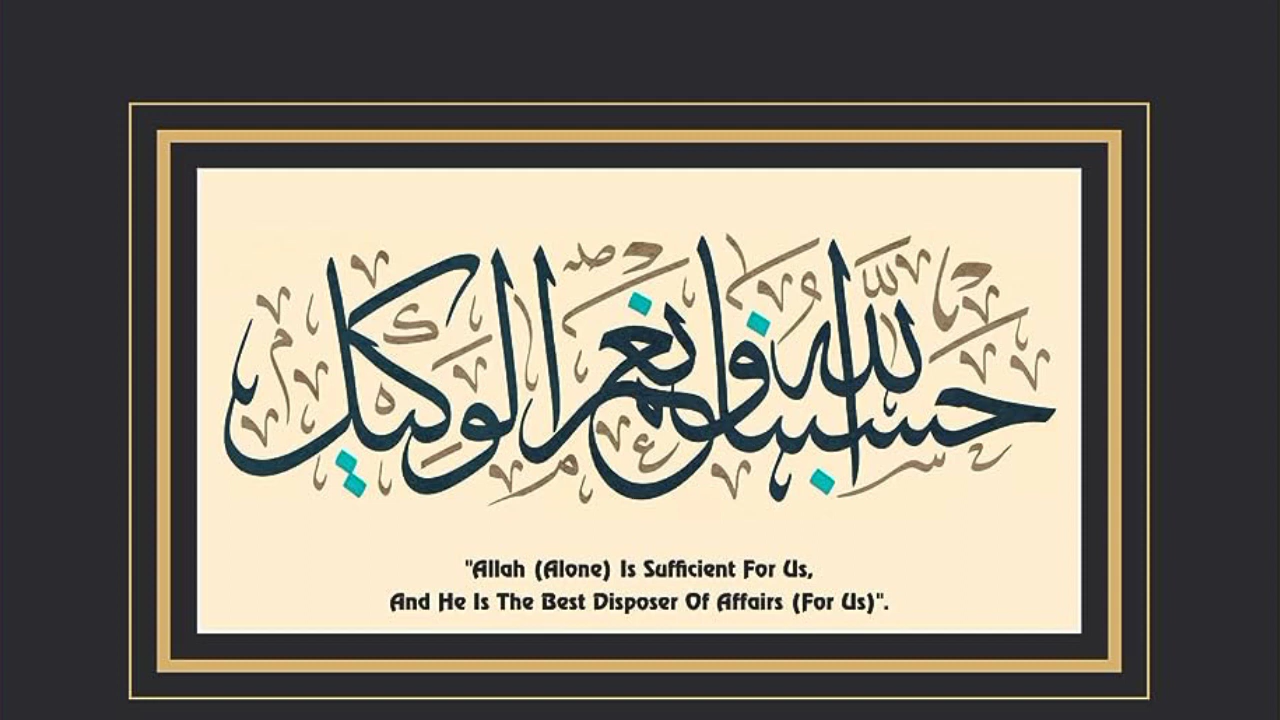 حسبنا الله ونعم الوكيل
"Allah (Alone) Is Sufficient For Us,
And He Is The Best Disposer Of Affairs (For Us)".